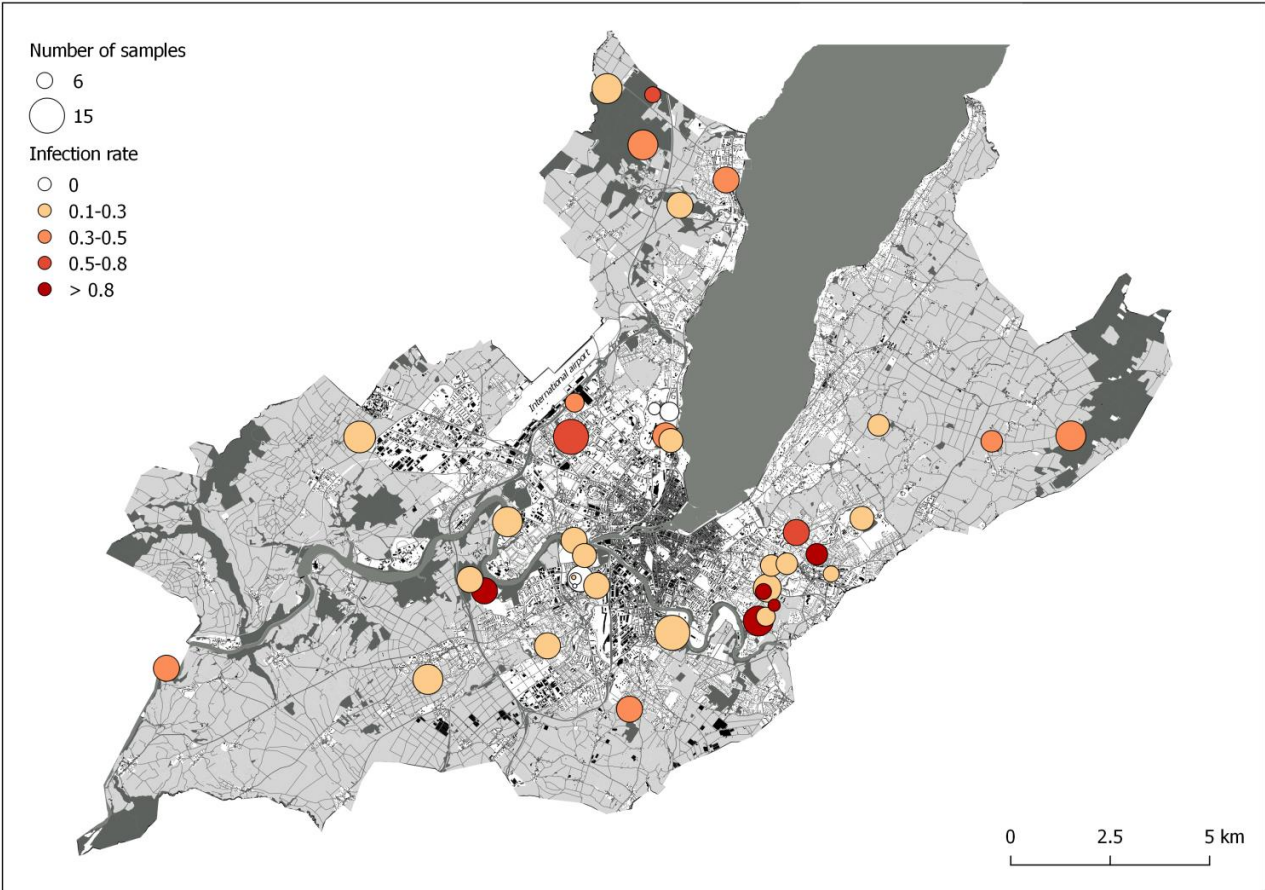 Number of samples
6
15
Infection rate
0
0.1-0.3
0.3-0.5
0.5-0.8
> 0.8
International airport
0 2.5 5 km